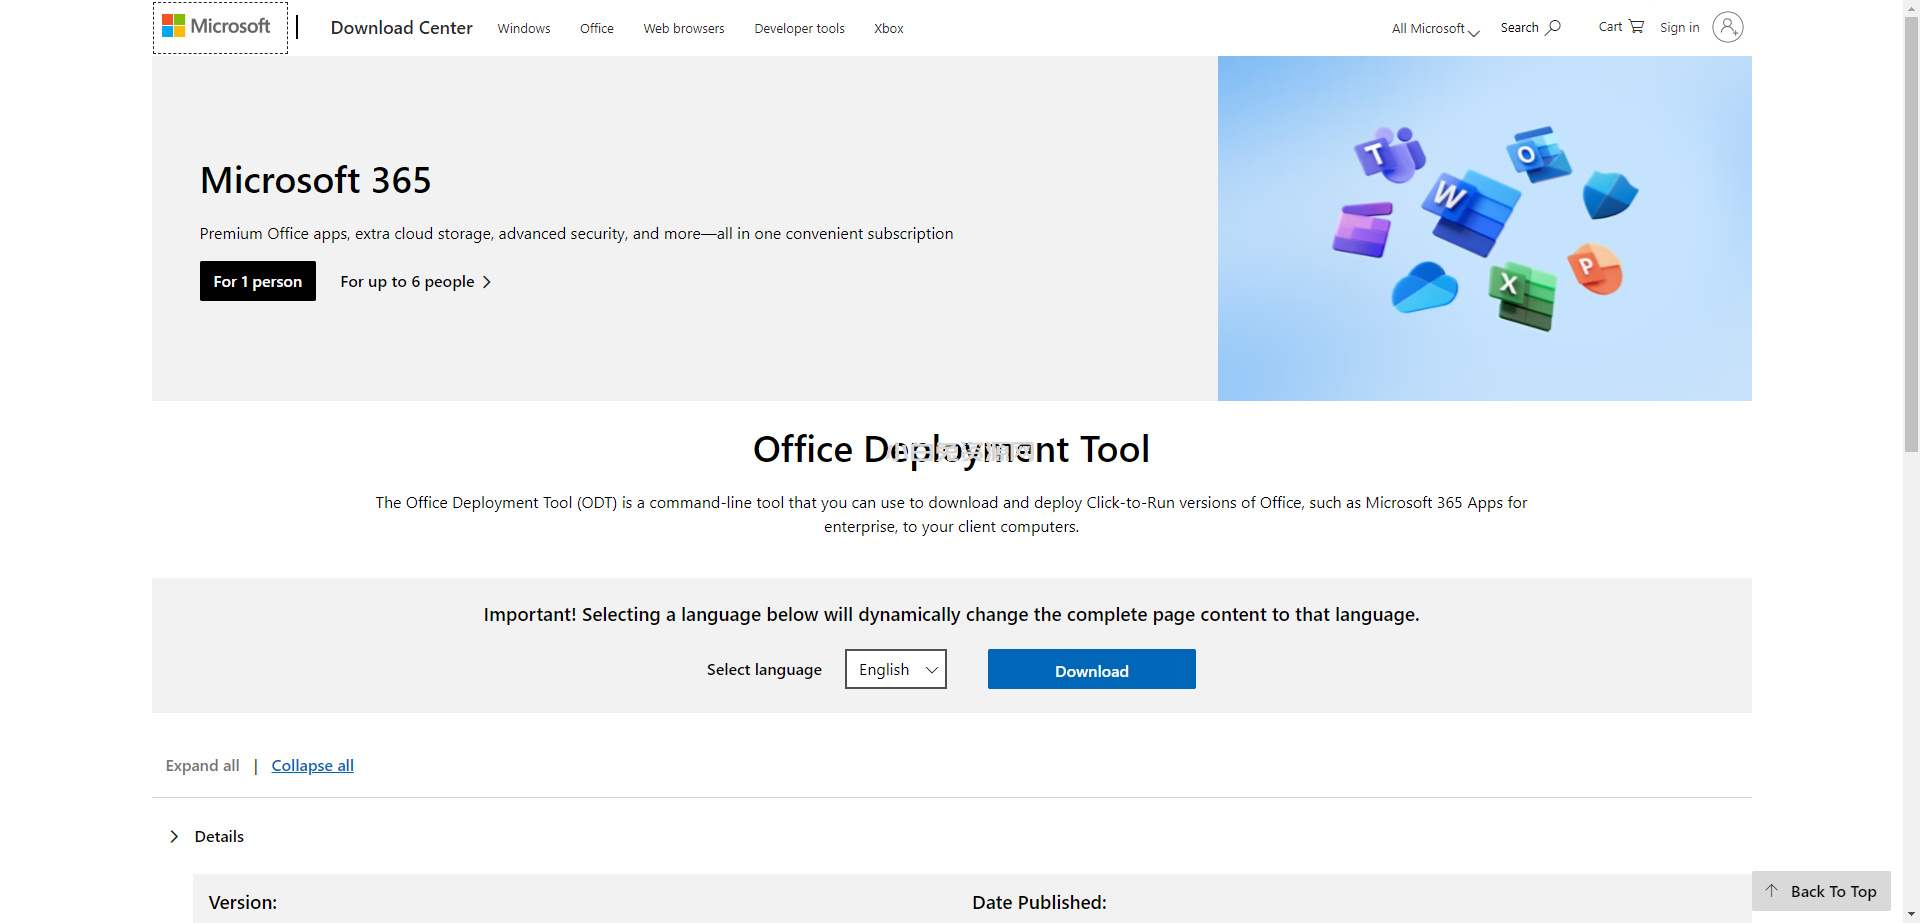 Microsoft
Download Center
Windows
Office
Web browsers
Developer tools
Xbox
All Microsoft
Search
Cart
Sign in
Microsoft 365
Premium Office apps, extra cloud storage, advanced security, and more—all in one convenient subscription
For 1 person
For up to 6 people
T
O
W
P
X
Office Deployment Tool
The Office Deployment Tool (ODT) is a command-line tool that you can use to download and deploy Click-to-Run versions of Office, such as Microsoft 365 Apps for
enterprise, to your client computers.
Important! Selecting a language below will dynamically change the complete page content to that language.
Select language
English
Download
Expand all | Collapse all
Details
Version:
Date Published:
Back To Top